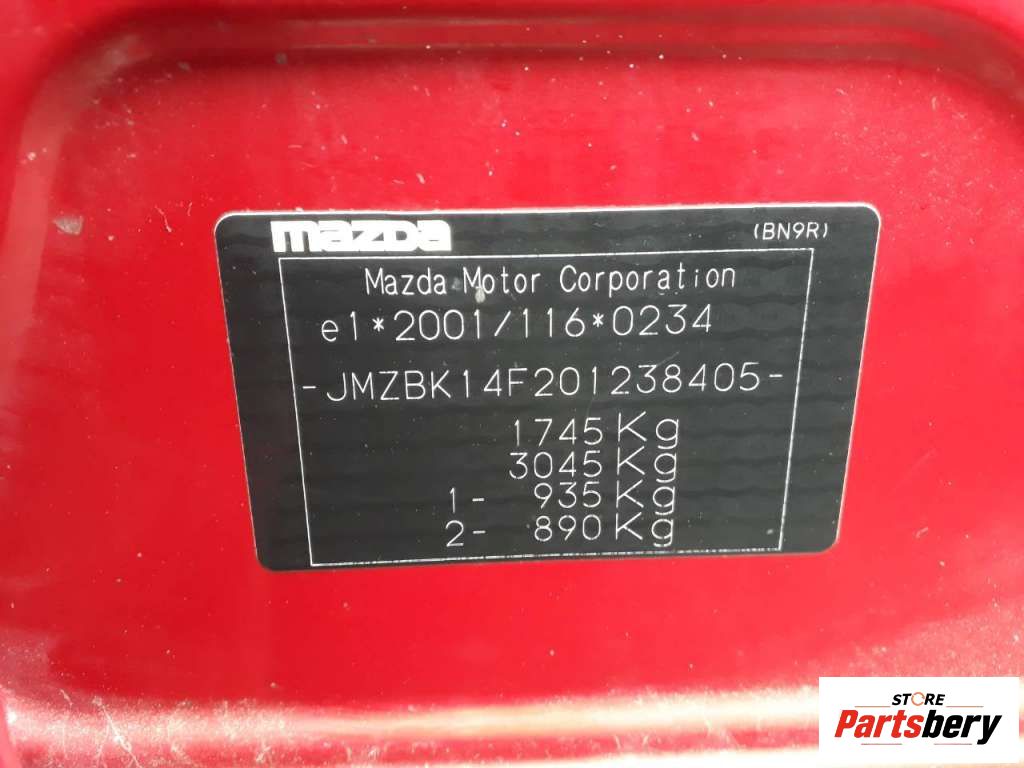 mazda
(BN9R)
Mazda Motor Corporation
e1*2001/116*0234
-JMZBK14F201238405-
1745 Kg
3045 Kg
1- 935 Kg
2- 890 Kg
STORE
Partsbery